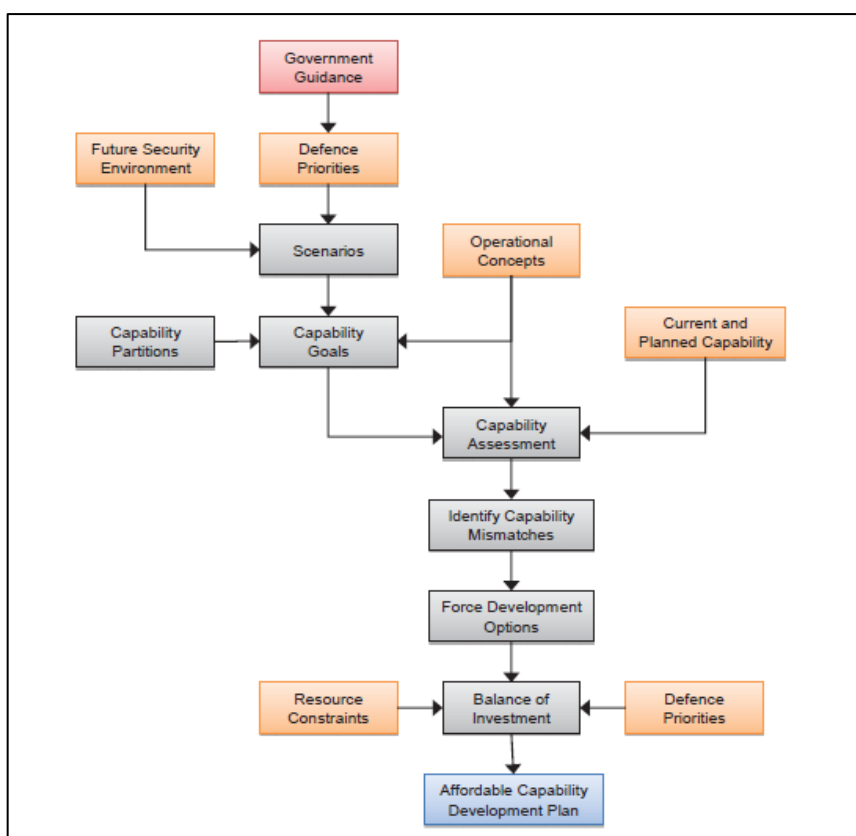 Government
Guidance
Future Security
Environment
Defence
Priorities
Scenarios
Operational
Concepts
Capability
Partitions
Capability
Goals
Current and
Planned Capability
Capability
Assessment
Identify Capability
Mismatches
Force Development
Options
Resource
Constraints
Balance of
Investment
Defence
Priorities
Affordable Capability
Development Plan